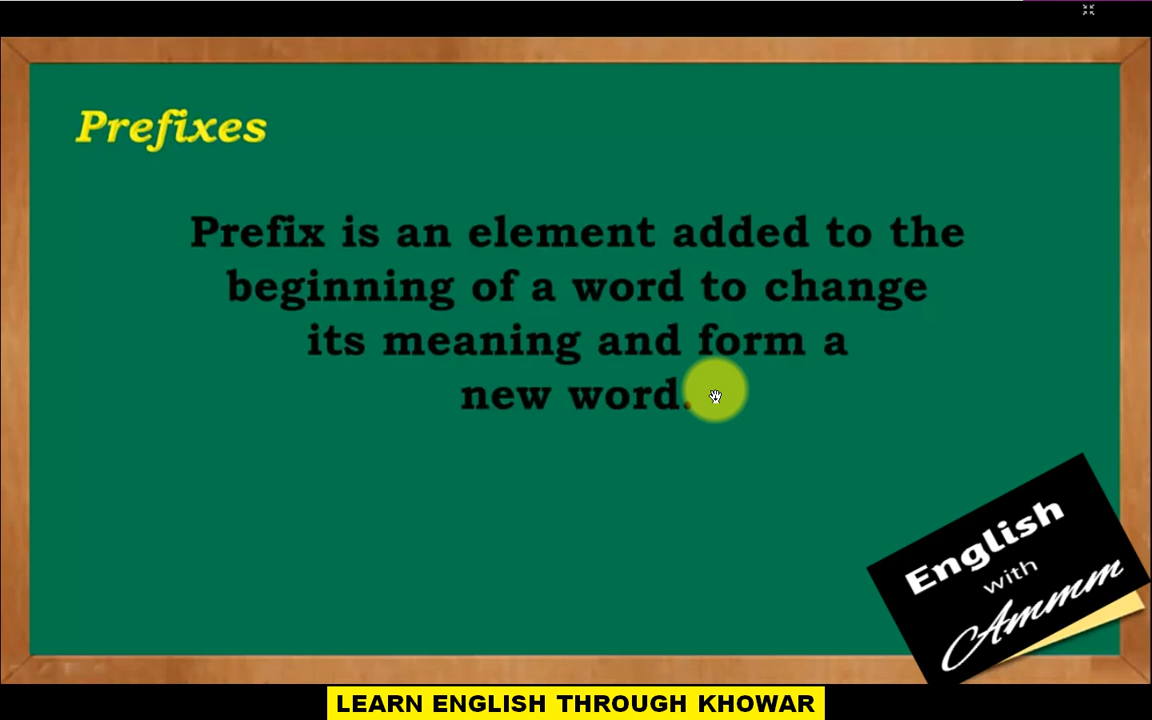 Prefixes
Prefix is an element added to the
beginning of a word to change
its meaning and form a
new word.
English
with
Ammm
LEARN ENGLISH THROUGH KHOWAR